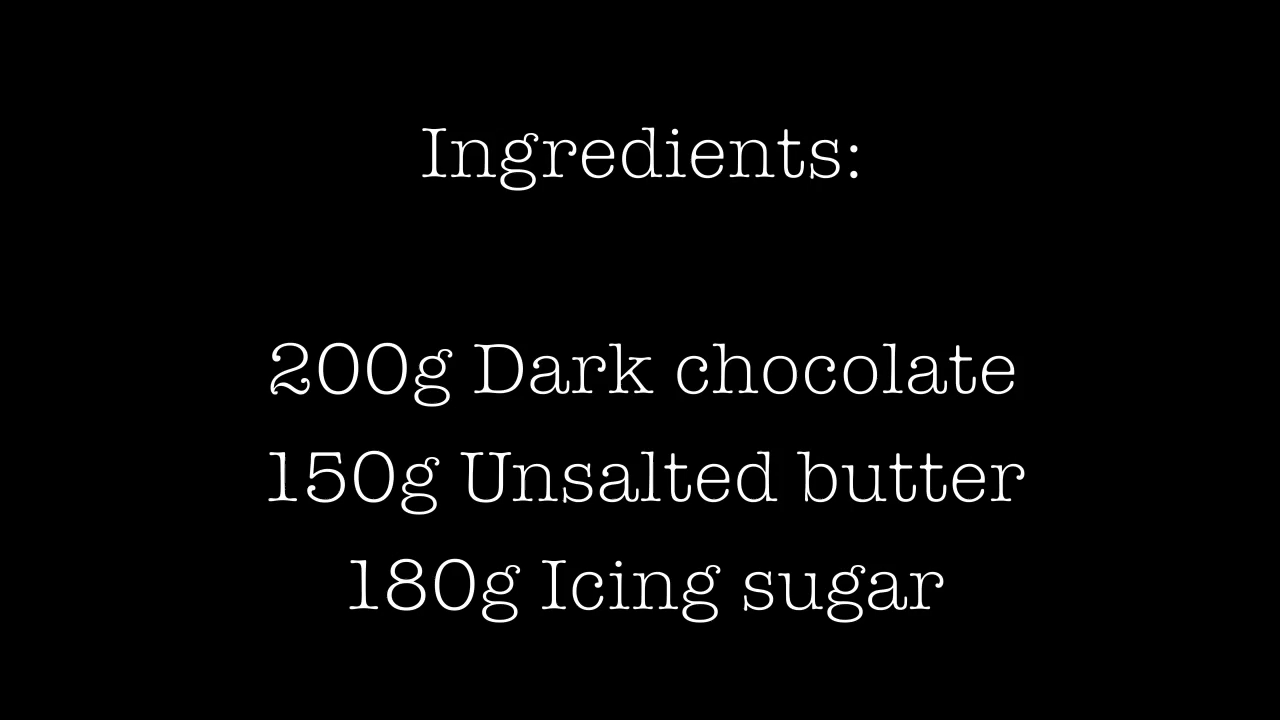 Ingredients:
200g Dark chocolate
150g Unsalted butter
180g Icing sugar